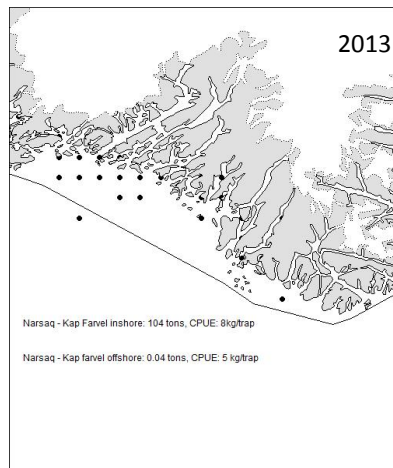 2013
Narsaq - Kap Farvel inshore: 104 tons, CPUE: 8kg/trap
Narsaq - Kap farvel offshore: 0.04 tons, CPUE: 5 kg/trap